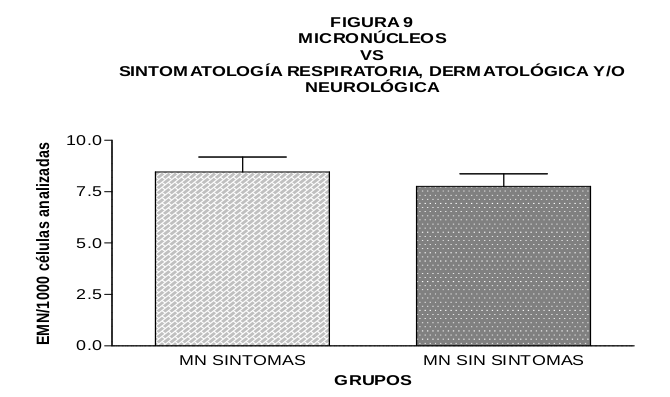 FIGURA 9
MICRONÚCLEOS
VS
SINTOMATOLOGÍA RESPIRATORIA, DERMATOLÓGICA Y/O
NEUROLÓGICA
EMN/1000 células analizadas
10.0
7.5
5.0
2.5
0.0
MN SINTOMAS
MN SIN SINTOMAS
GRUPOS